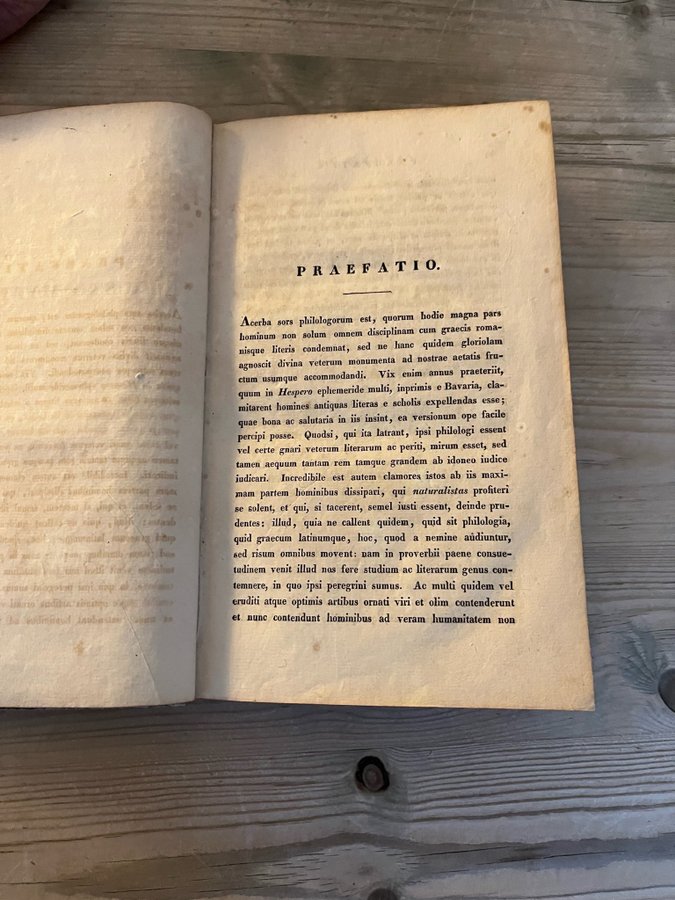 PRAEFATIO.
Acerba sors philologorum est, quorum hodie magna pars
hominum non solum omnem disciplinam cum graecis roma-
nisque literis condemnat, sed ne hanc quidem gloriolam
agnoscit divina veterum monumenta ad nostrae aetatis fru-
ctum usumque accommodandi. Vix enim annus praeteriit,
quum in Hespero ephemeride multi, inprimis e Bavaria, cla-
mitarent homines antiquas literas e scholis expellendas esse;
quae bona ac salutaria in iis insint, ea versionum ope facile
percipi posse. Quodsi, qui ita latrant, ipsi philologi essent
vel certe gnari veterum literarum ac periti, mirum esset, sed
tamen aequum tantam rem tamque grandem ab idoneo iudice
iudicari. Incredibile est autem clamores istos ab iis maxi-
mam partem hominibus dissipari, qui naturalistas profiteri
se solent, et qui, si tacerent, semel iusti essent, deinde pru-
dentes; illud, quia ne callent quidem, quid sit philologia,
quid graecum latinumque, hoc, quod a nemine audiuntur,
sed risum omnibus movent: nam in proverbii paene consue-
tudinem venit illud nos fere studium ac literarum genus con-
temnere, in quo ipsi peregrini sumus. Ac multi quidem vel
eruditi atque optimis artibus ornati viri et olim contenderunt
et nunc contendunt hominibus ad veram humanitatem non